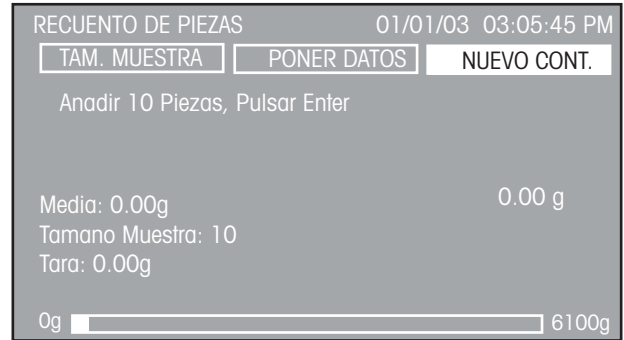 RECUENTO DE PIEZAS 01/01/03 03:05:45 PM
TAM. MUESTRA PONER DATOS NUEVO CONT.
Anadir 10 Piezas, Pulsar Enter
Media: 0.00g 0.00 g
Tamano Muestra: 10
Tara: 0.00g
0g 6100g